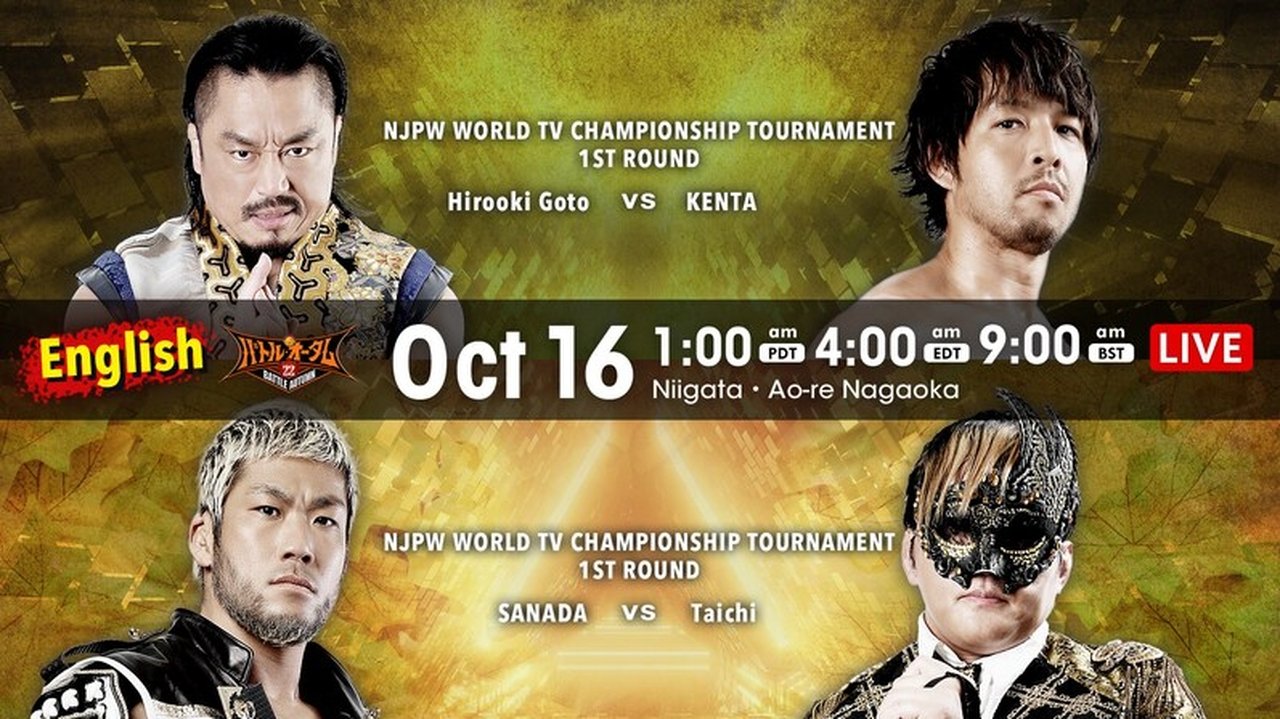 NJPW WORLD TV CHAMPIONSHIP TOURNAMENT
1ST ROUND
Hirooki Goto vs KENTA
English
バトル・オータム
22
BATTLE AUTUMN
Oct 16
1:00 am PDT 4:00 am EDT 9:00 am BST
LIVE
Niigata・Ao-re Nagaoka
NJPW WORLD TV CHAMPIONSHIP TOURNAMENT
1ST ROUND
SANADA vs Taichi